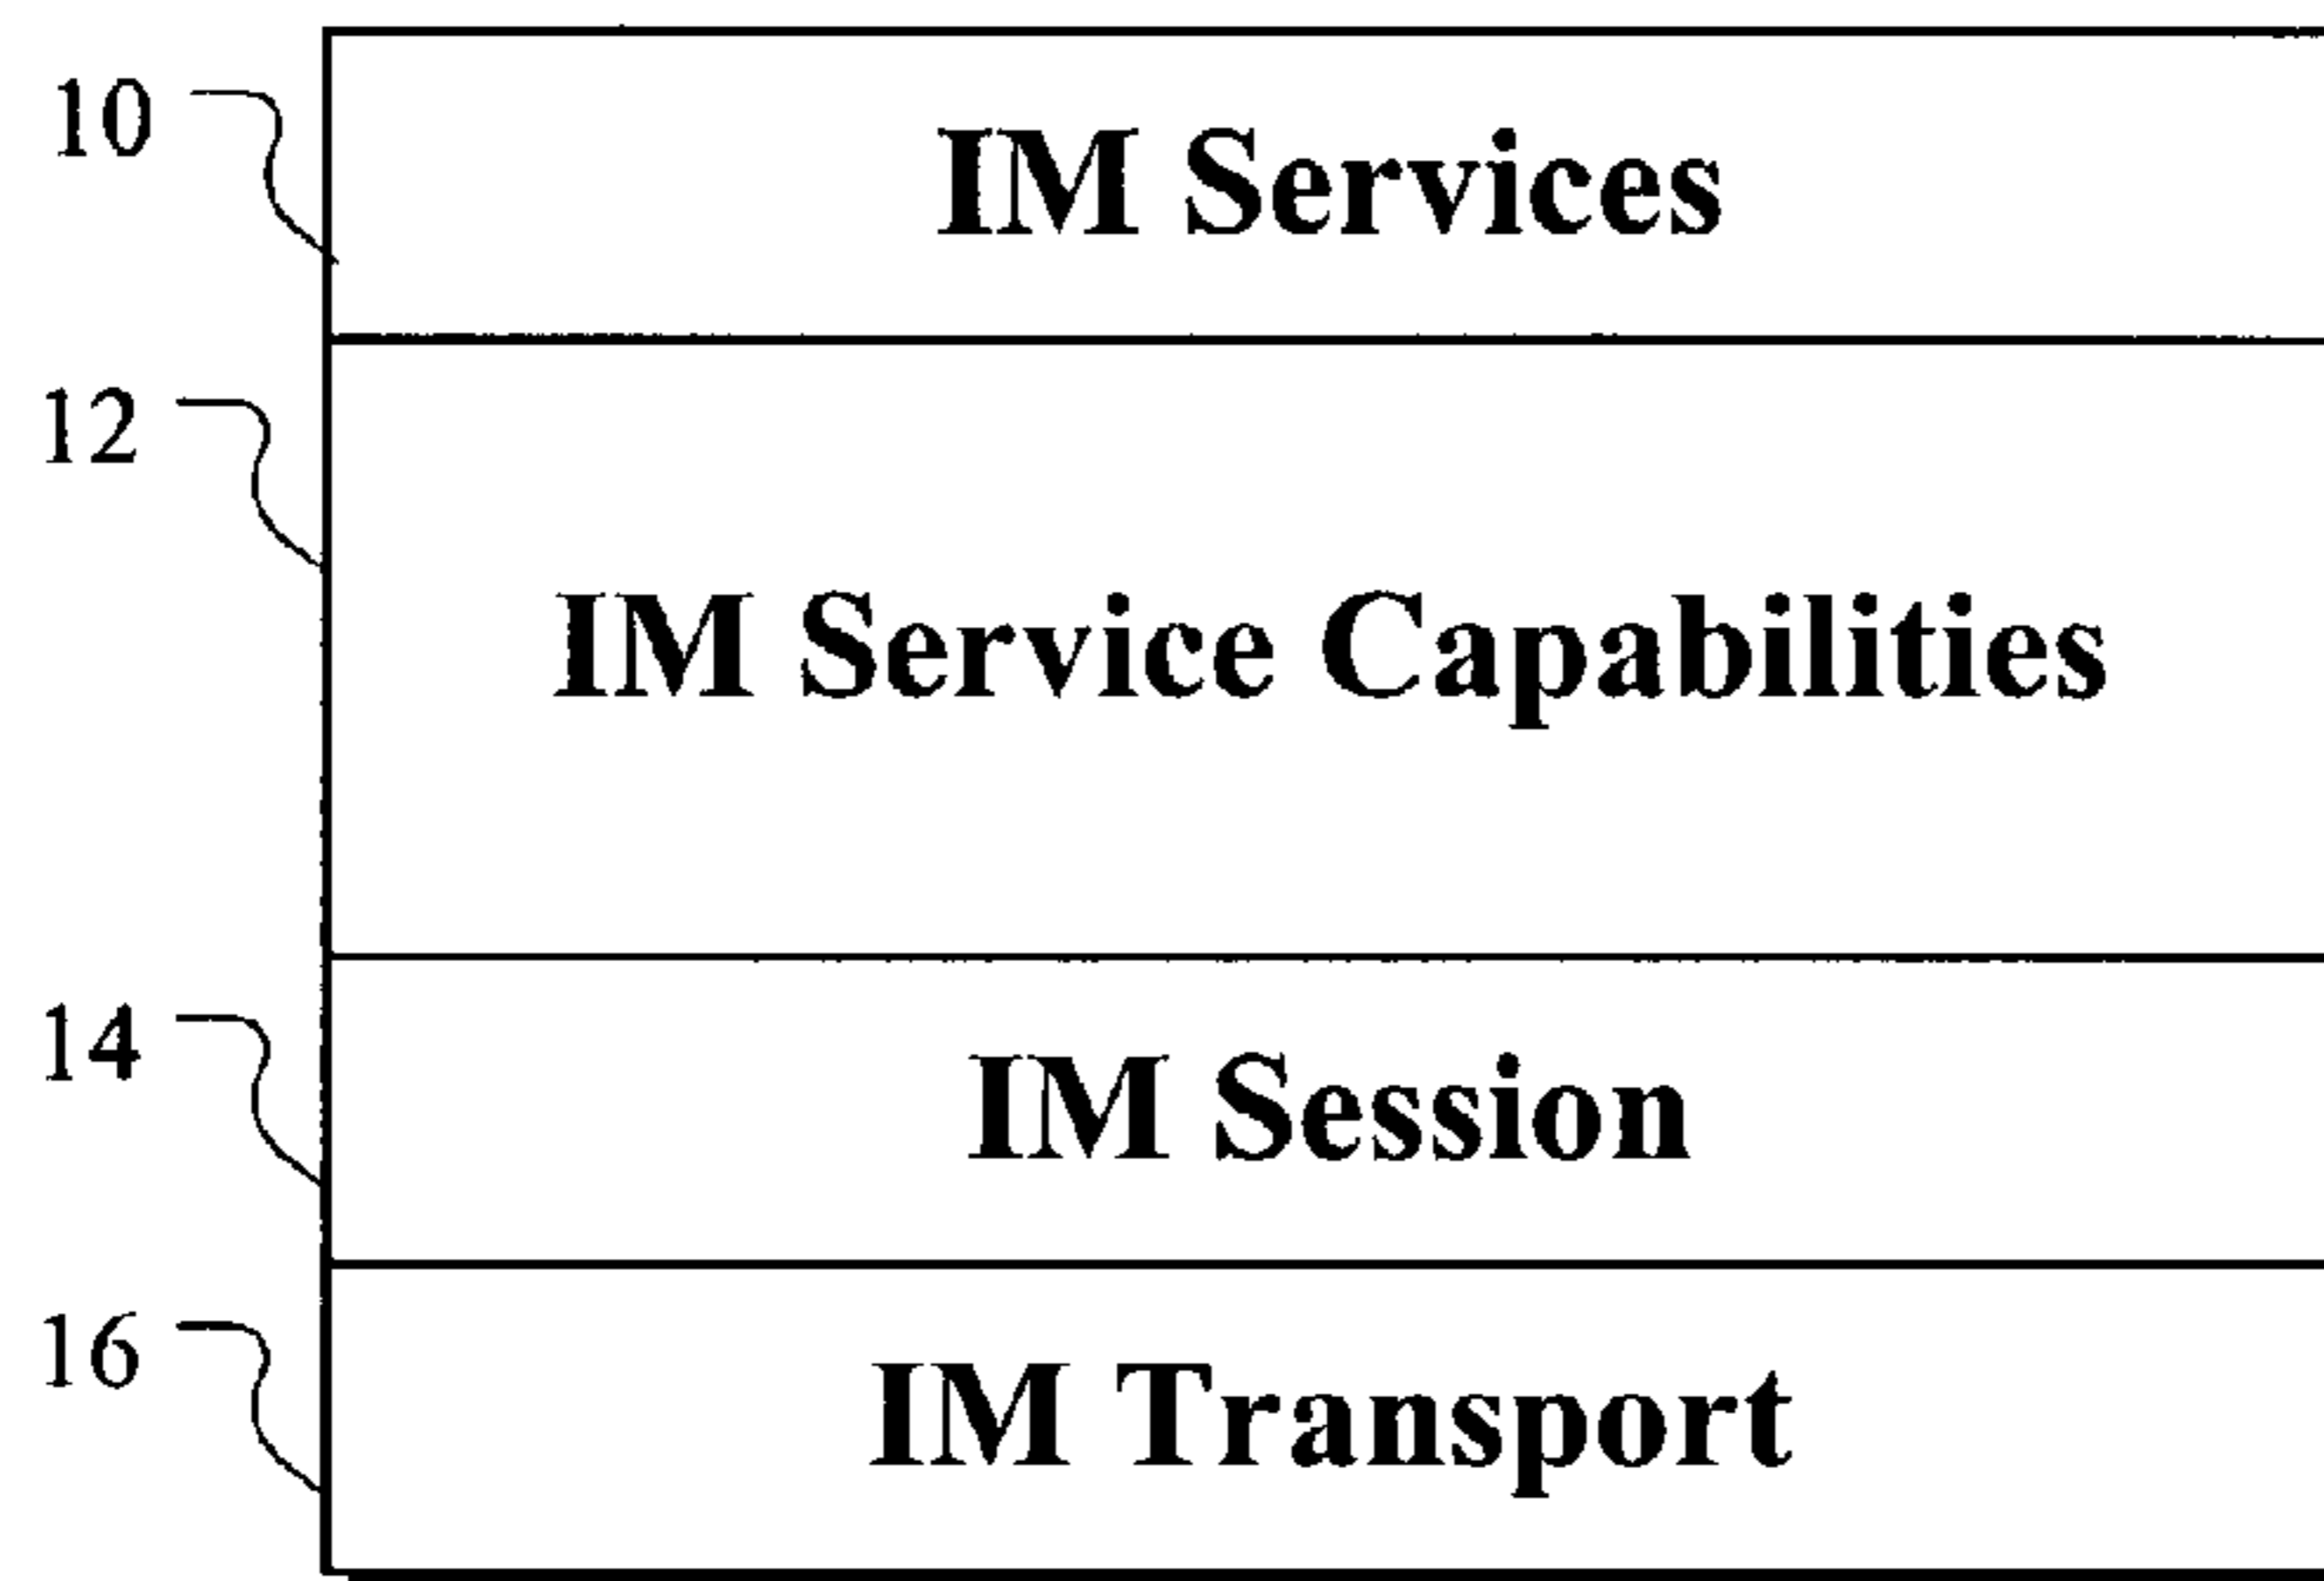 10
IM Services
12
IM Service Capabilities
14
IM Session
16
IM Transport